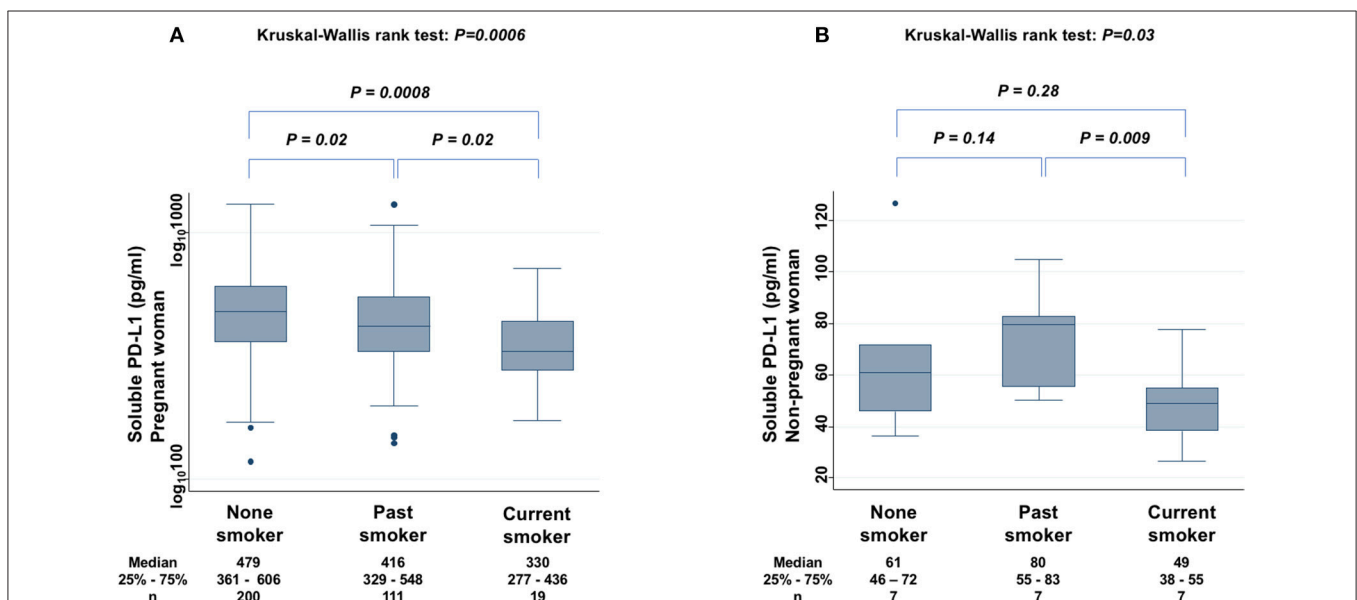 A
Kruskal-Wallis rank test: P=0.0006
P = 0.0008
P = 0.02
P = 0.02
log10 1000
log10 100
Soluble PD-L1 (pg/ml)
Pregnant woman
None smoker
Past smoker
Current smoker
Median 479 416 330
25% - 75% 361 - 606 329 - 548 277 - 436
n 200 111 19
B
Kruskal-Wallis rank test: P=0.03
P = 0.28
P = 0.14
P = 0.009
120
100
80
60
40
20
Soluble PD-L1 (pg/ml)
Non-pregnant woman
None smoker
Past smoker
Current smoker
Median 61 80 49
25% - 75% 46 – 72 55 - 83 38 - 55
n 7 7 7